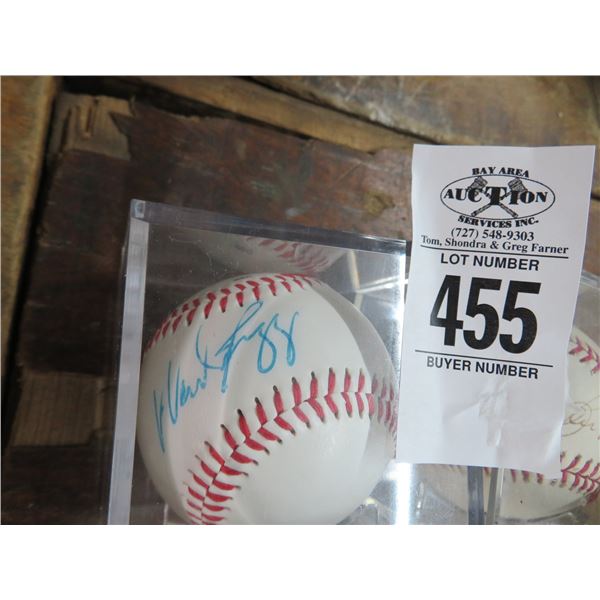 BAY AREA
AUCTION
SERVICES INC.
(727) 548-9303
Tom, Shondra & Greg Farner
LOT NUMBER
455
BUYER NUMBER